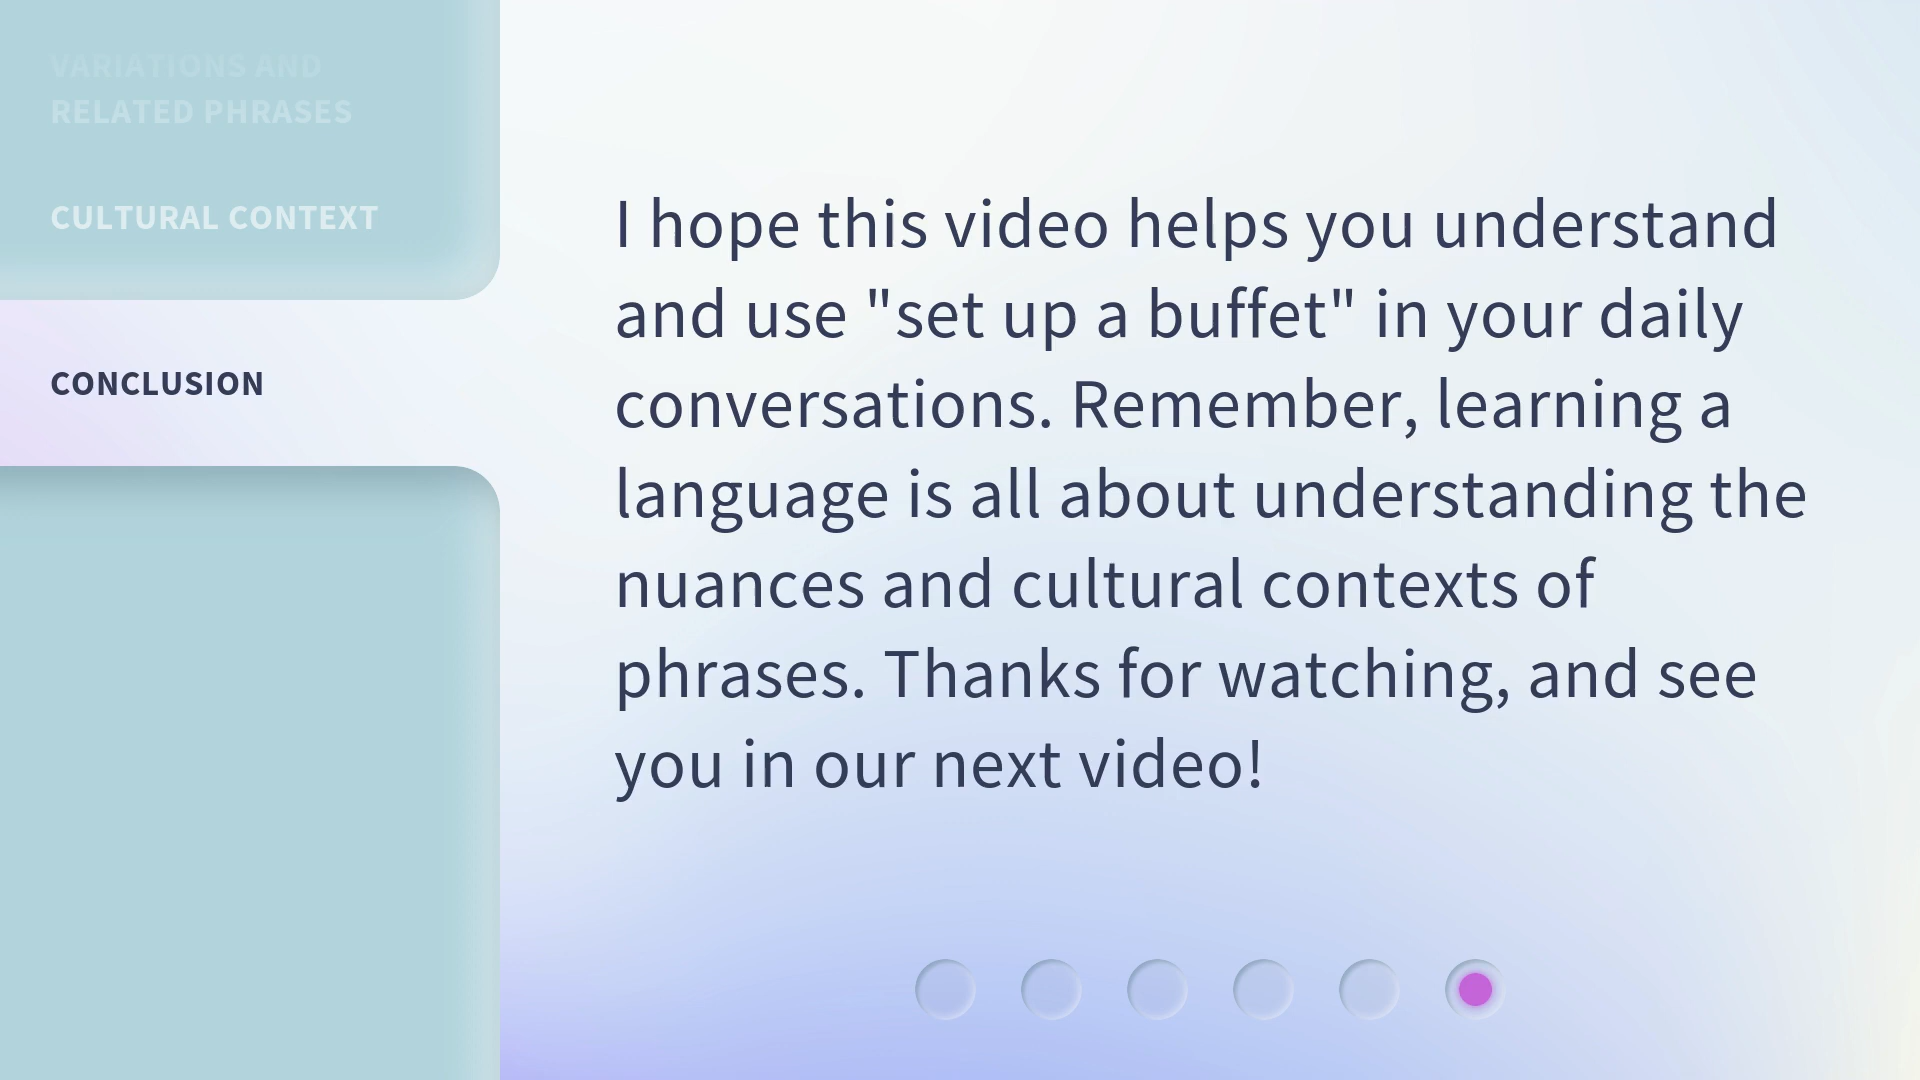 VARIATIONS AND
RELATED PHRASES
CULTURAL CONTEXT
CONCLUSION
I hope this video helps you understand
and use "set up a buffet" in your daily
conversations. Remember, learning a
language is all about understanding the
nuances and cultural contexts of
phrases. Thanks for watching, and see
you in our next video!